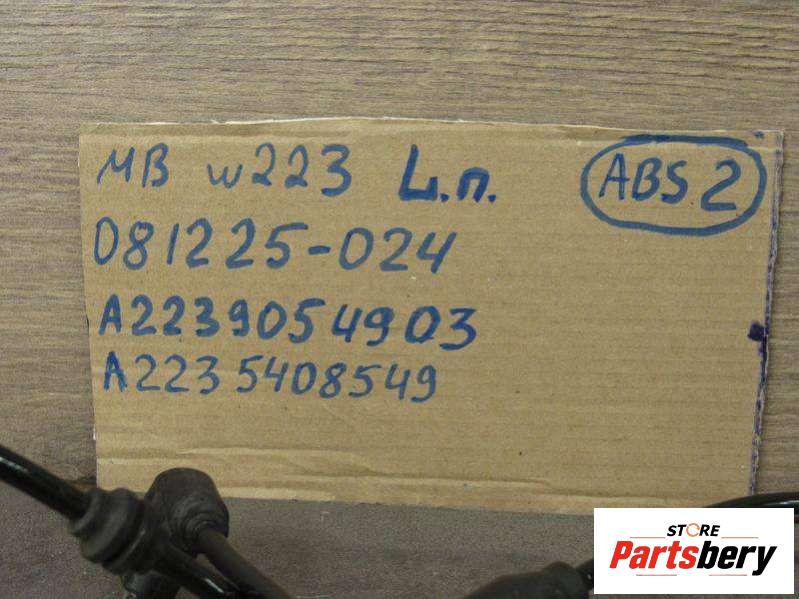 MB W223 L.п. ABS 2
081225-024
A2239054903
A2235408549
STORE
Partsbery